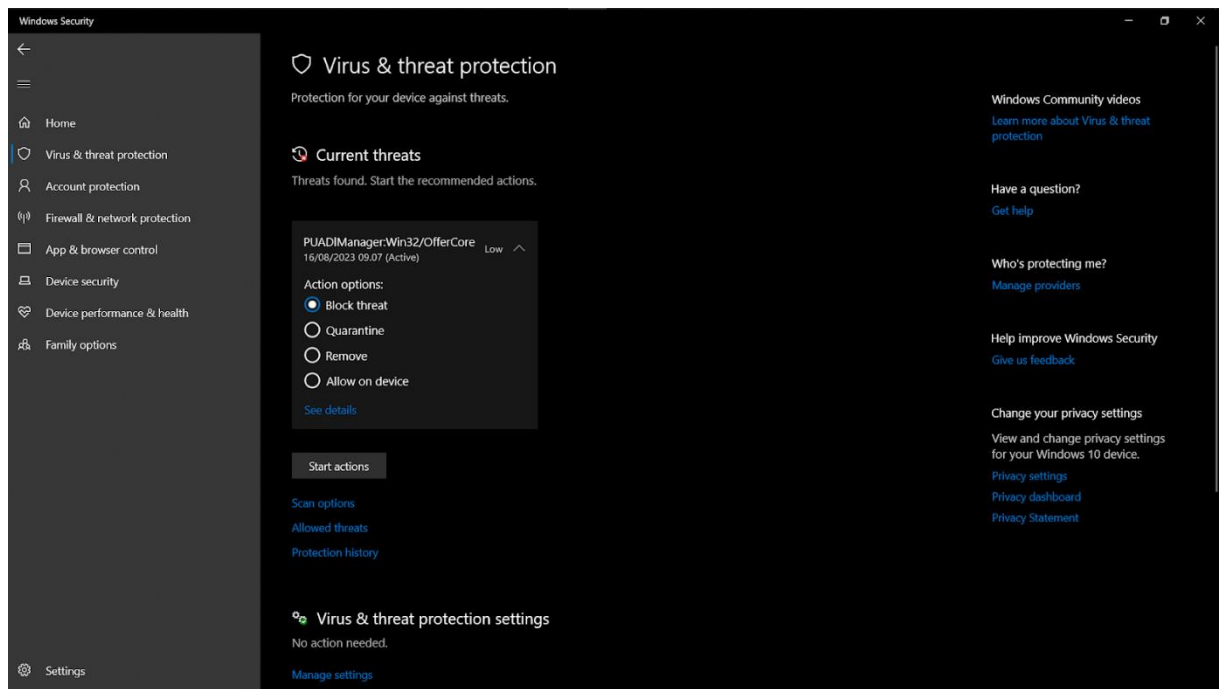 Windows Security
Home
Virus & threat protection
Account protection
Firewall & network protection
App & browser control
Device security
Device performance & health
Family options
Settings
Virus & threat protection
Protection for your device against threats.
Current threats
Threats found. Start the recommended actions.
PUADlManager:Win32/OfferCore
Low
16/08/2023 09.07 (Active)
Action options:
Block threat
Quarantine
Remove
Allow on device
See details
Start actions
Scan options
Allowed threats
Protection history
Virus & threat protection settings
No action needed.
Manage settings
Windows Community videos
Learn more about Virus & threat
protection
Have a question?
Get help
Who's protecting me?
Manage providers
Help improve Windows Security
Give us feedback
Change your privacy settings
View and change privacy settings
for your Windows 10 device.
Privacy settings
Privacy dashboard
Privacy Statement